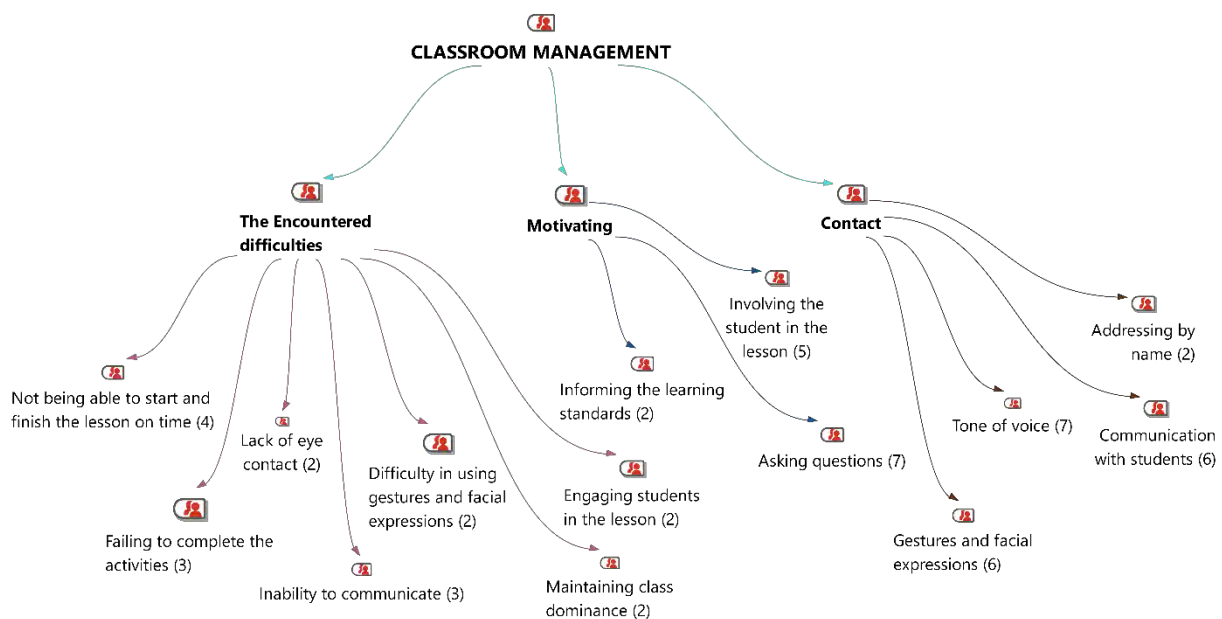 CLASSROOM MANAGEMENT
The Encountered
difficulties
Motivating
Contact
Not being able to start and
finish the lesson on time (4)
Failing to complete the
activities (3)
Lack of eye
contact (2)
Inability to communicate (3)
Difficulty in using
gestures and facial
expressions (2)
Maintaining class
dominance (2)
Engaging students
in the lesson (2)
Informing the learning
standards (2)
Involving the
student in the
lesson (5)
Asking questions (7)
Gestures and facial
expressions (6)
Tone of voice (7)
Communication
with students (6)
Addressing by
name (2)